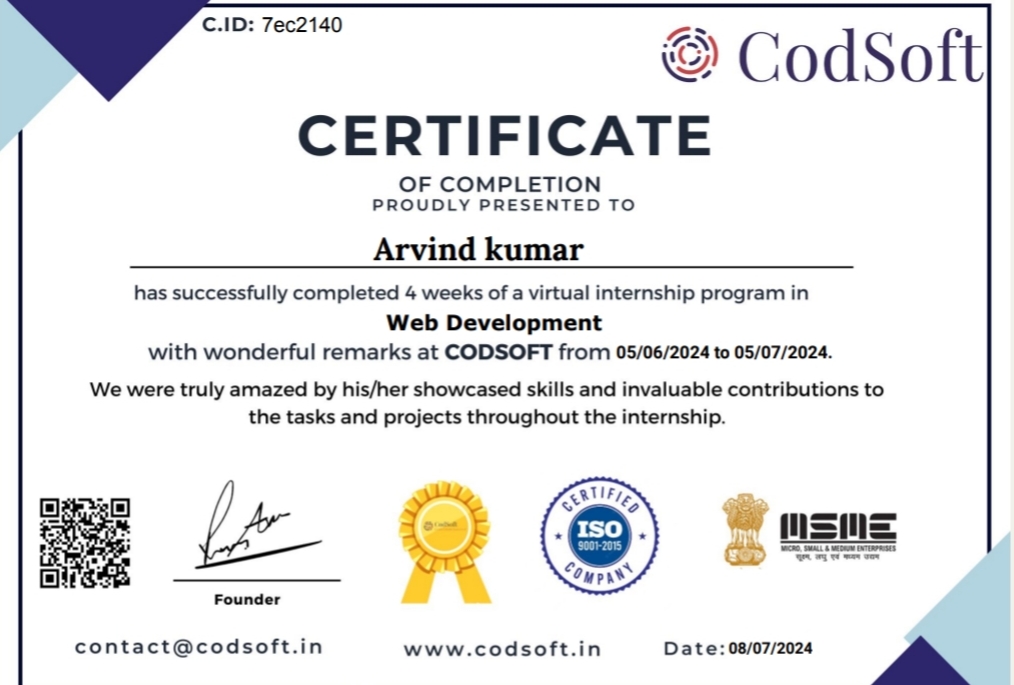 C.ID: 7ec2140
CodSoft
CERTIFICATE
OF COMPLETION
PROUDLY PRESENTED TO
Arvind kumar
has successfully completed 4 weeks of a virtual internship program in
Web Development
with wonderful remarks at CODSOFT from 05/06/2024 to 05/07/2024.
We were truly amazed by his/her showcased skills and invaluable contributions to
the tasks and projects throughout the internship.
Founder
CodSoft
CERTIFIED
ISO
9001-2015
COMPANY
MSME
MICRO, SMALL & MEDIUM ENTERPRISES
सूक्ष्म, लघु एवं मध्यम उद्यम
contact@codsoft.in
www.codsoft.in
Date: 08/07/2024